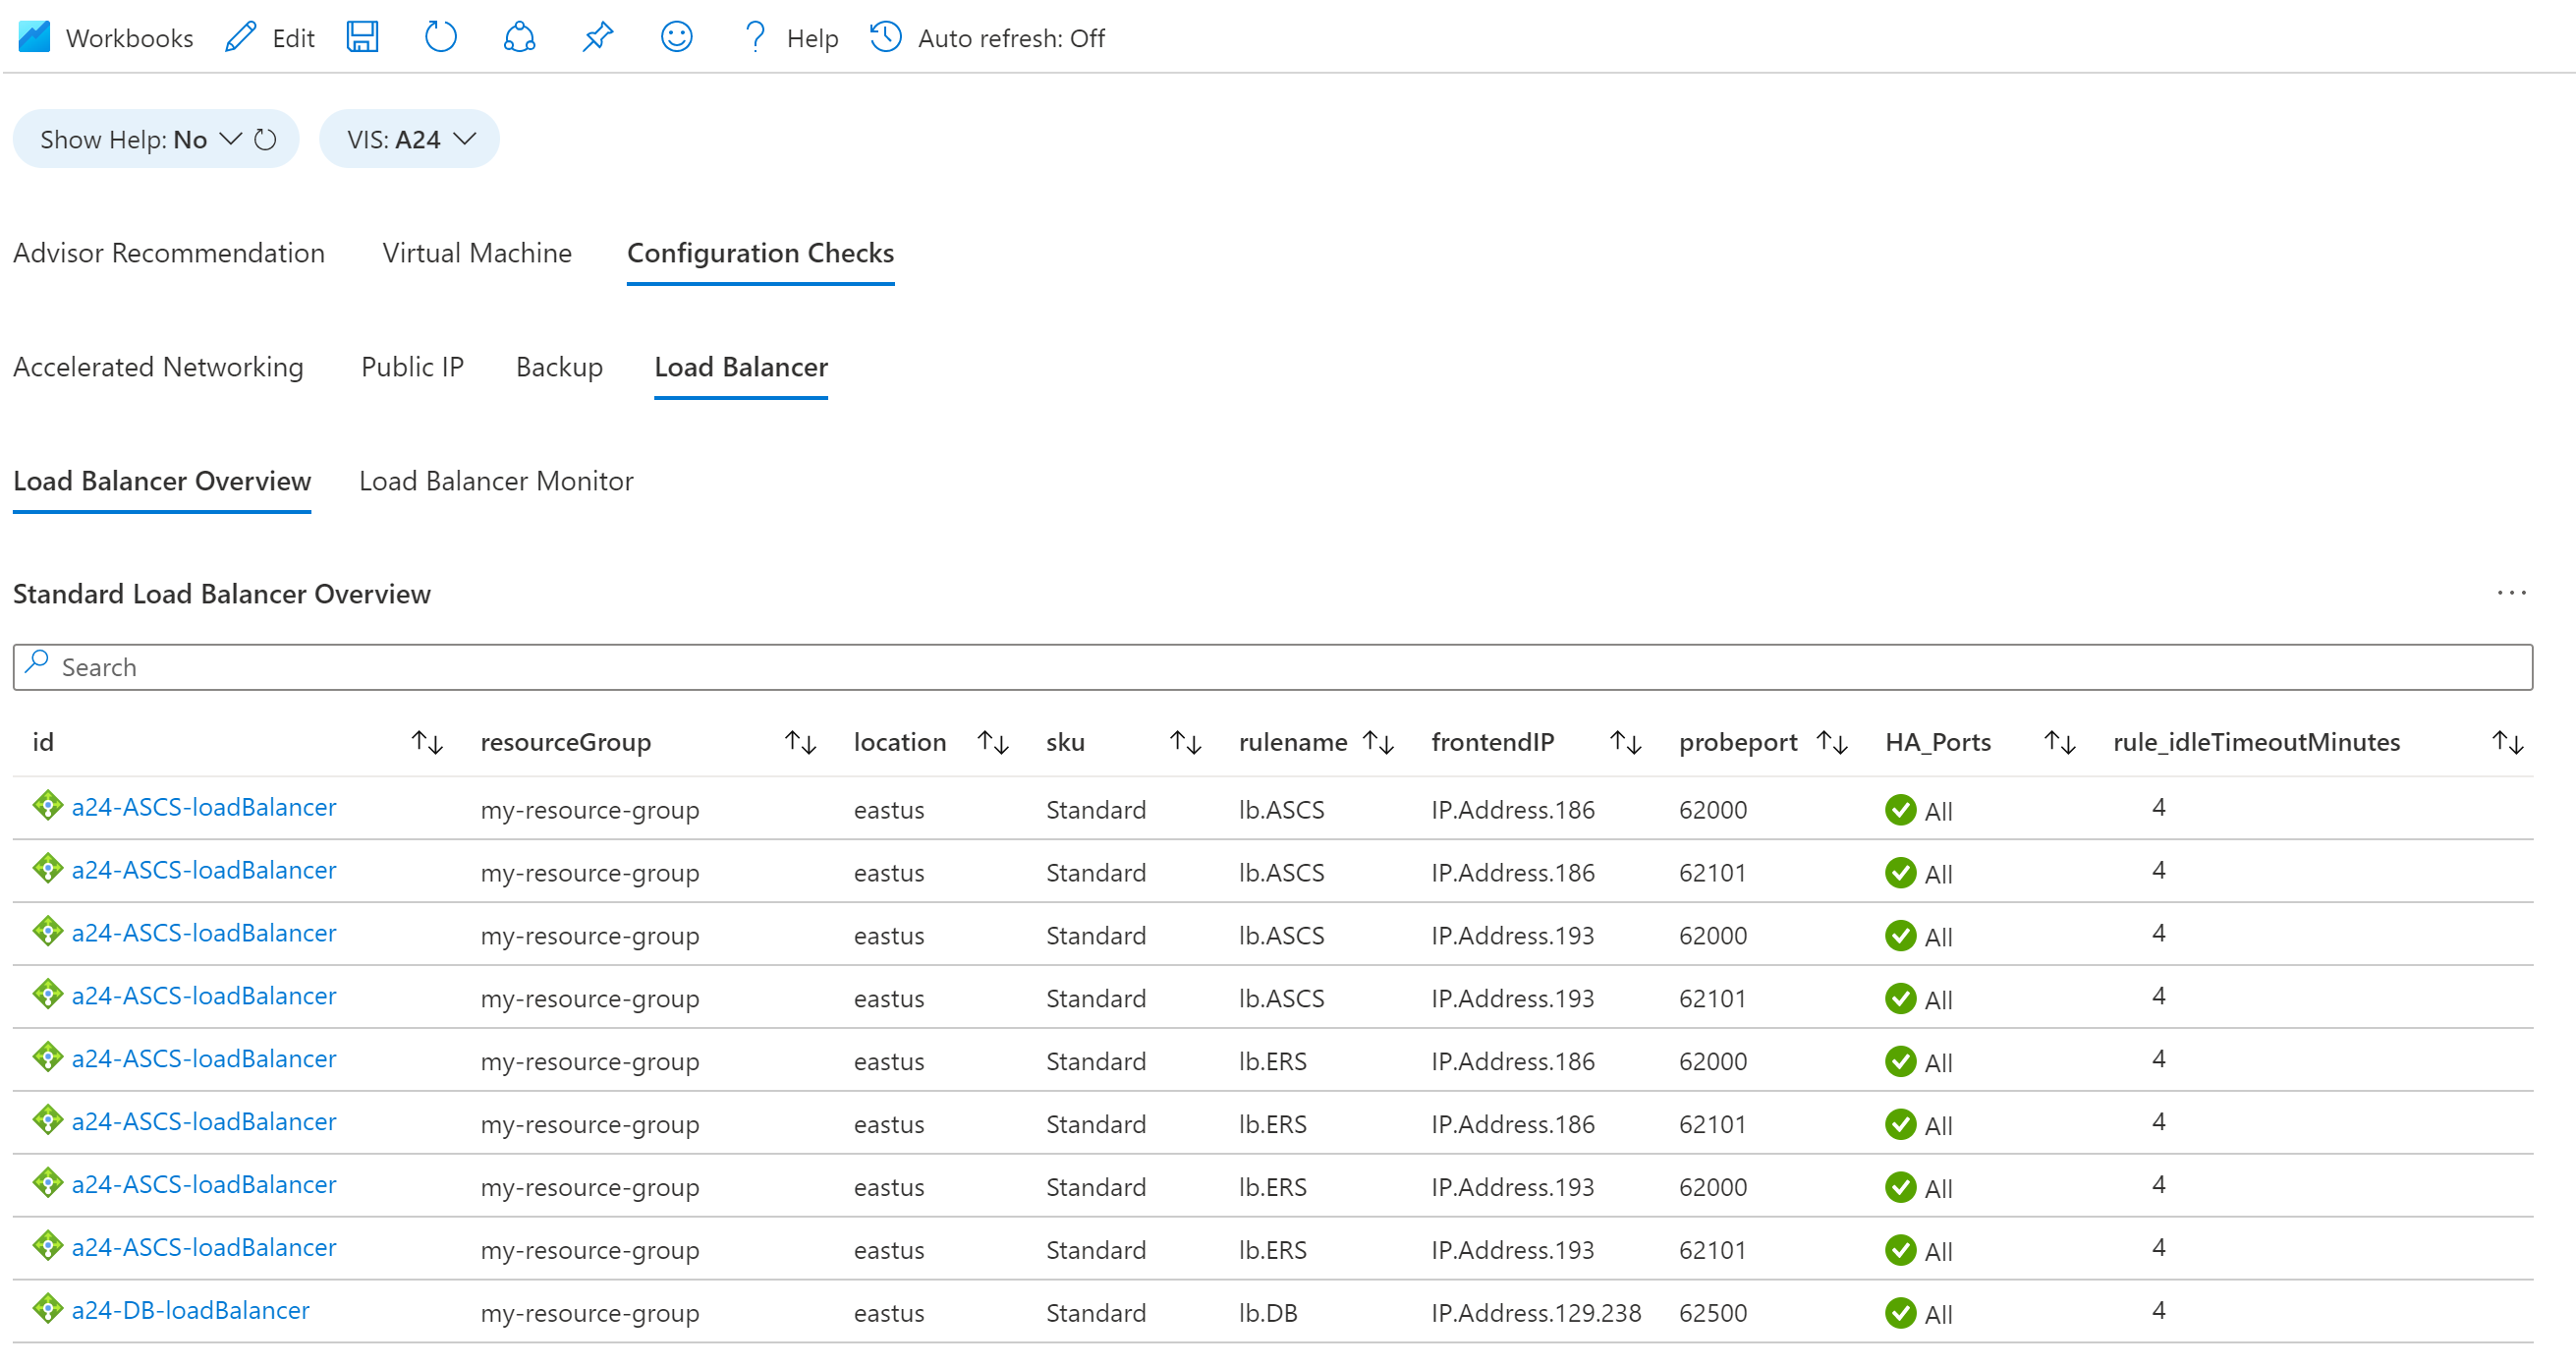 Workbooks Edit Help Auto refresh: Off
Show Help: No VIS: A24
Advisor Recommendation Virtual Machine Configuration Checks
Accelerated Networking Public IP Backup Load Balancer
Load Balancer Overview Load Balancer Monitor
Standard Load Balancer Overview
Search
id resourceGroup location sku rulename frontendIP probeport HA_Ports rule_idleTimeoutMinutes
a24-ASCS-loadBalancer my-resource-group eastus Standard lb.ASCS IP.Address.186 62000 All 4
a24-ASCS-loadBalancer my-resource-group eastus Standard lb.ASCS IP.Address.186 62101 All 4
a24-ASCS-loadBalancer my-resource-group eastus Standard lb.ASCS IP.Address.193 62000 All 4
a24-ASCS-loadBalancer my-resource-group eastus Standard lb.ASCS IP.Address.193 62101 All 4
a24-ASCS-loadBalancer my-resource-group eastus Standard lb.ERS IP.Address.186 62000 All 4
a24-ASCS-loadBalancer my-resource-group eastus Standard lb.ERS IP.Address.186 62101 All 4
a24-ASCS-loadBalancer my-resource-group eastus Standard lb.ERS IP.Address.193 62000 All 4
a24-ASCS-loadBalancer my-resource-group eastus Standard lb.ERS IP.Address.193 62101 All 4
a24-DB-loadBalancer my-resource-group eastus Standard lb.DB IP.Address.129.238 62500 All 4